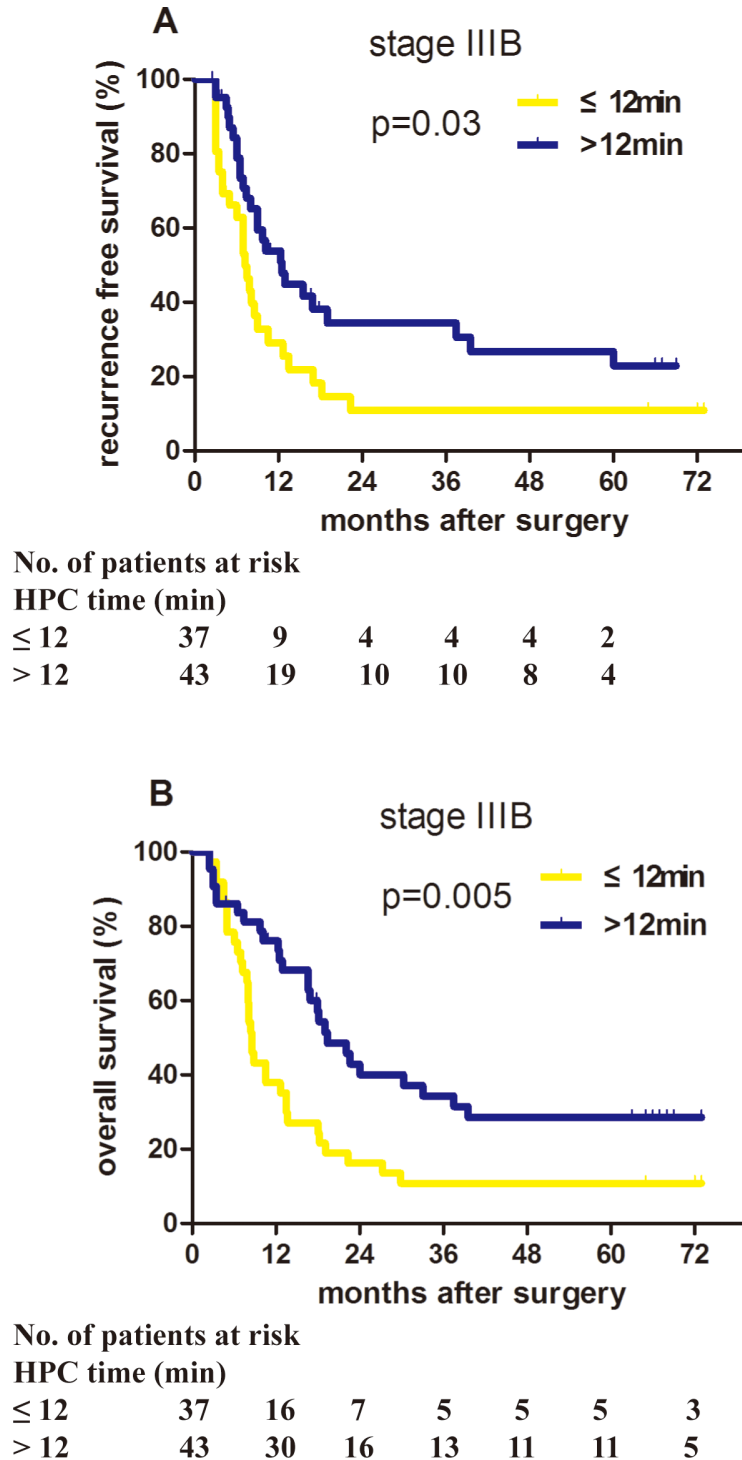 A
stage IIIB
p=0.03
≤ 12min
>12min
recurrence free survival (%)
100
80
60
40
20
0
0 12 24 36 48 60 72
months after surgery
No. of patients at risk
HPC time (min)
≤ 12 37 9 4 4 4 2
> 12 43 19 10 10 8 4
B
stage IIIB
p=0.005
≤ 12min
>12min
overall survival (%)
100
80
60
40
20
0
0 12 24 36 48 60 72
months after surgery
No. of patients at risk
HPC time (min)
≤ 12 37 16 7 5 5 5 3
> 12 43 30 16 13 11 11 5